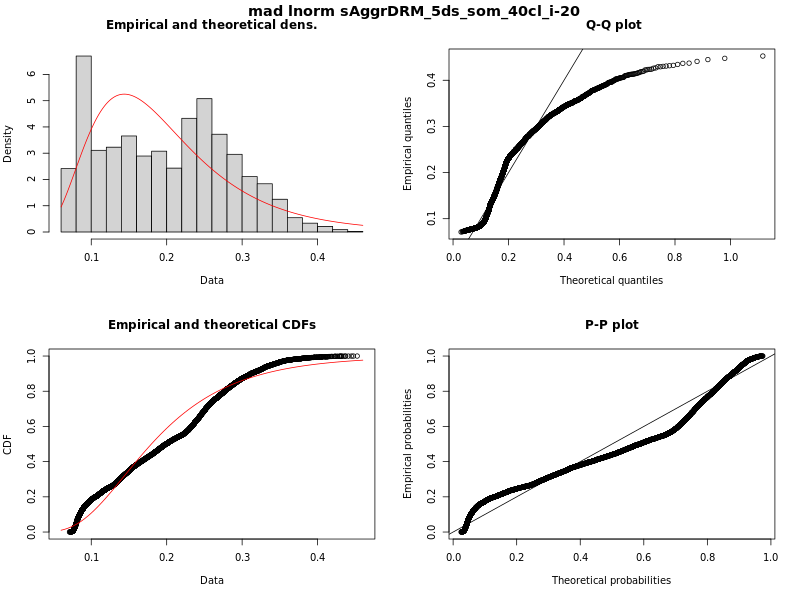 mad lnorm sAggrDRM_5ds_som_40cl_i-20
Empirical and theoretical dens.
Density
0 1 2 3 4 5 6
0.1 0.2 0.3 0.4
Data
Q-Q plot
Empirical quantiles
0.1 0.2 0.3 0.4
0.0 0.2 0.4 0.6 0.8 1.0
Theoretical quantiles
Empirical and theoretical CDFs
CDF
0.0 0.2 0.4 0.6 0.8 1.0
0.1 0.2 0.3 0.4
Data
P-P plot
Empirical probabilities
0.0 0.2 0.4 0.6 0.8 1.0
0.0 0.2 0.4 0.6 0.8 1.0
Theoretical probabilities